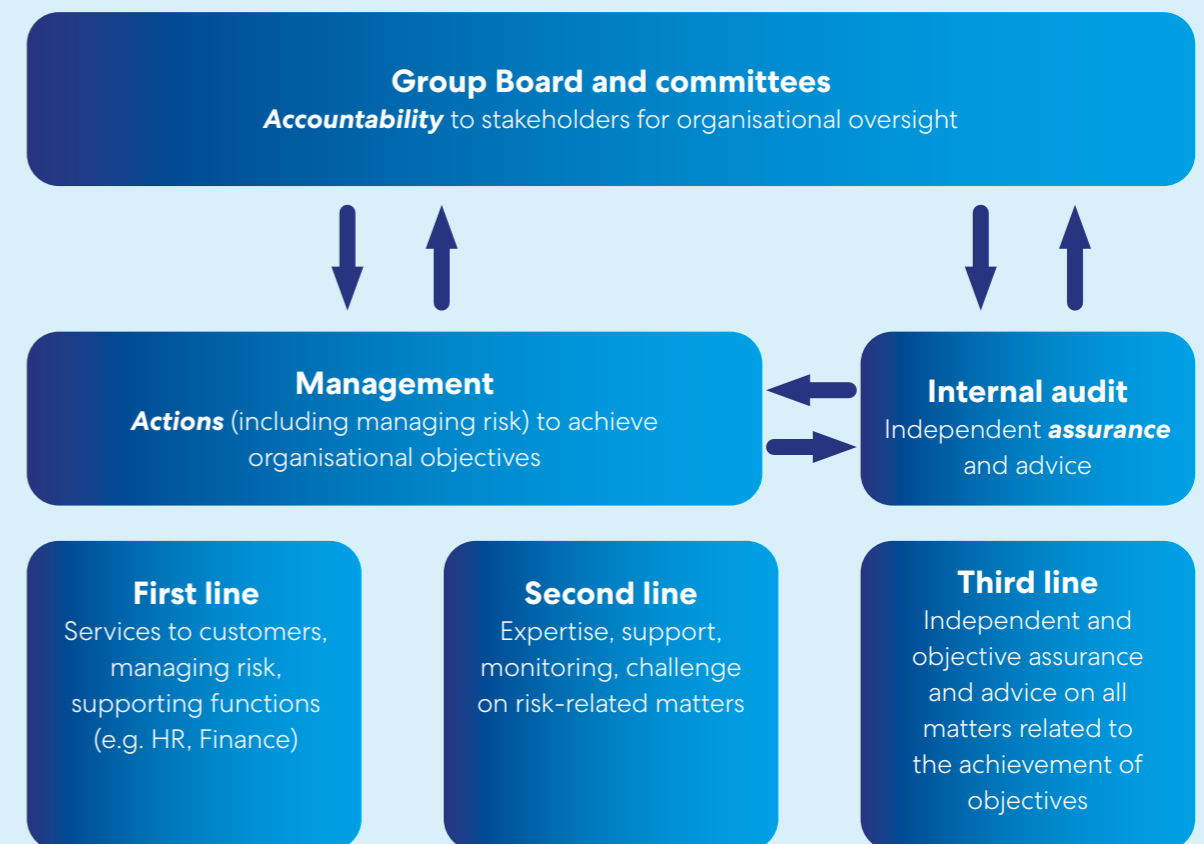 Group Board and committees
Accountability to stakeholders for organisational oversight
Management
Actions (including managing risk) to achieve
organisational objectives
Internal audit
Independent assurance
and advice
First line
Services to customers,
managing risk,
supporting functions
(e.g. HR, Finance)
Second line
Expertise, support,
monitoring, challenge
on risk-related matters
Third line
Independent and
objective assurance
and advice on all
matters related to
the achievement of
objectives